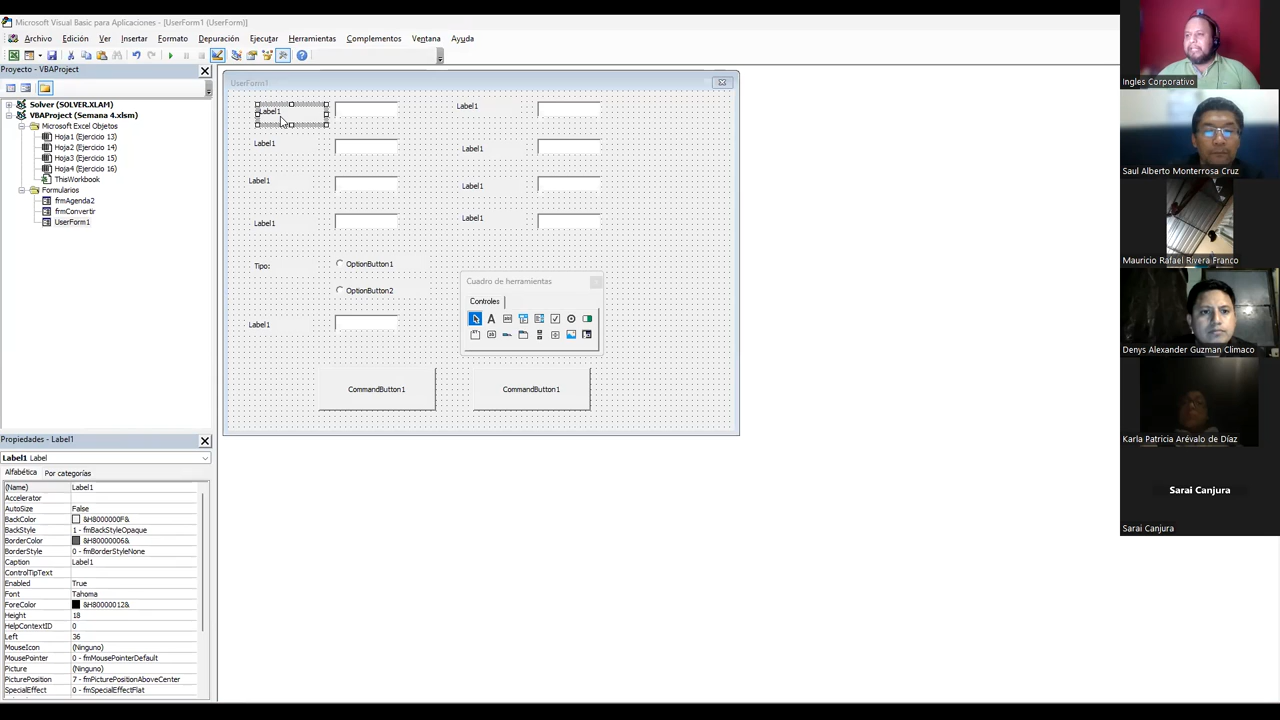 Microsoft Visual Basic para Aplicaciones - [UserForm1 (UserForm)]
Archivo Edición Ver Insertar Formato Depuración Ejecutar Herramientas Complementos Ventana Ayuda
Proyecto - VBAProject
Solver (SOLVER.XLAM)
VBAProject (Semana 4.xlsm)
Microsoft Excel Objetos
Hoja1 (Ejercicio 13)
Hoja2 (Ejercicio 14)
Hoja3 (Ejercicio 15)
Hoja4 (Ejercicio 16)
ThisWorkbook
Formularios
frmAgenda2
frmConvertir
UserForm1
Propiedades - Label1
Label1 Label
Alfabética Por categorías
(Name) Label1
Accelerator
AutoSize False
BackColor &H8000000F&
BackStyle 1 - fmBackStyleOpaque
BorderColor &H80000006&
BorderStyle 0 - fmBorderStyleNone
Caption Label1
ControlTipText
Enabled True
Font Tahoma
ForeColor &H80000012&
Height 18
HelpContextID 0
Left 36
MouseIcon (Ninguno)
MousePointer 0 - fmMousePointerDefault
Picture (Ninguno)
PicturePosition 7 - fmPicturePositionAboveCenter
SpecialEffect 0 - fmSpecialEffectFlat
UserForm1
Label1 Label1
Label1 Label1
Label1 Label1
Label1 Label1
Tipo: OptionButton1
OptionButton2
Label1
CommandButton1 CommandButton1
Cuadro de herramientas
Controles
Ingles Corporativo
Saul Alberto Monterrosa Cruz
Mauricio Rafael Rivera Franco
Denys Alexander Guzman Climaco
Karla Patricia Arévalo de Díaz
Sarai Canjura
Sarai Canjura